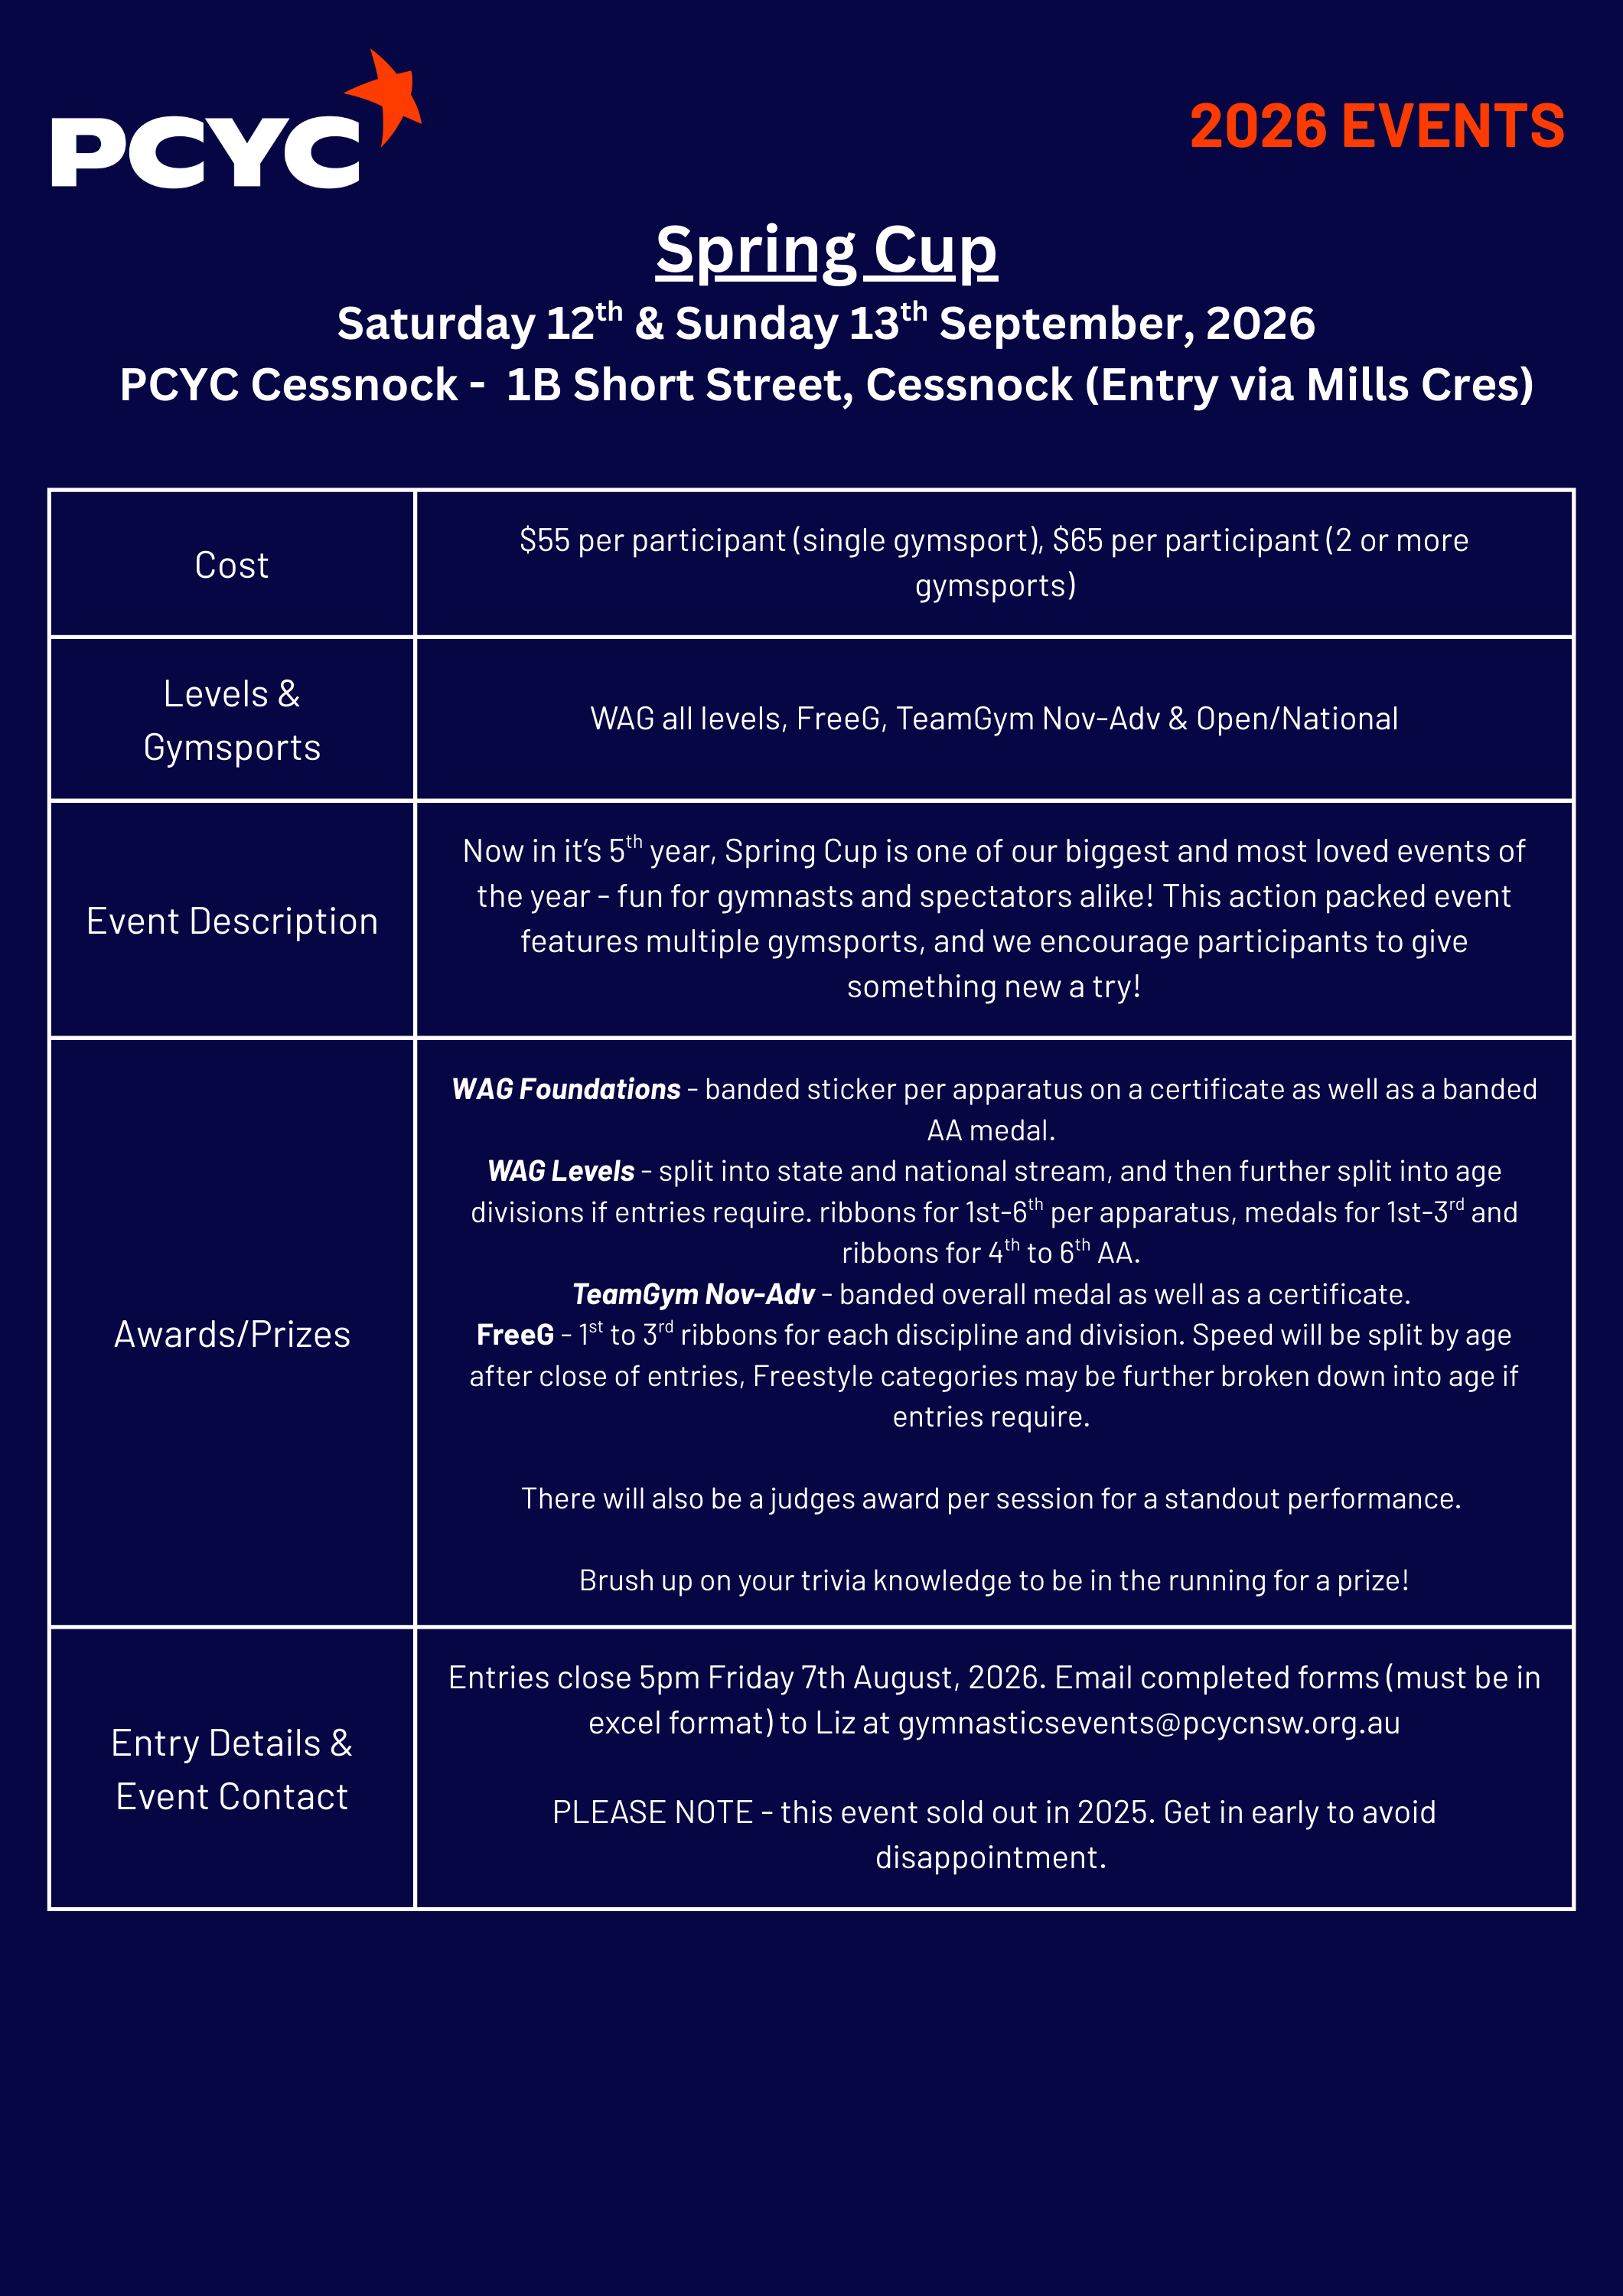 PCYC
2026 EVENTS
Spring Cup
Saturday 12th & Sunday 13th September, 2026
PCYC Cessnock - 1B Short Street, Cessnock (Entry via Mills Cres)
Cost
$55 per participant (single gymsport), $65 per participant (2 or more
gymsports)
Levels &
Gymsports
WAG all levels, FreeG, TeamGym Nov-Adv & Open/National
Event Description
Now in it's 5th year, Spring Cup is one of our biggest and most loved events of
the year - fun for gymnasts and spectators alike! This action packed event
features multiple gymsports, and we encourage participants to give
something new a try!
Awards/Prizes
WAG Foundations - banded sticker per apparatus on a certificate as well as a banded
AA medal.
WAG Levels - split into state and national stream, and then further split into age
divisions if entries require. ribbons for 1st-6th per apparatus, medals for 1st-3rd and
ribbons for 4th to 6th AA.
TeamGym Nov-Adv - banded overall medal as well as a certificate.
FreeG - 1st to 3rd ribbons for each discipline and division. Speed will be split by age
after close of entries, Freestyle categories may be further broken down into age if
entries require.
There will also be a judges award per session for a standout performance.
Brush up on your trivia knowledge to be in the running for a prize!
Entry Details &
Event Contact
Entries close 5pm Friday 7th August, 2026. Email completed forms (must be in
excel format) to Liz at gymnasticsevents@pcycnsw.org.au
PLEASE NOTE - this event sold out in 2025. Get in early to avoid
disappointment.